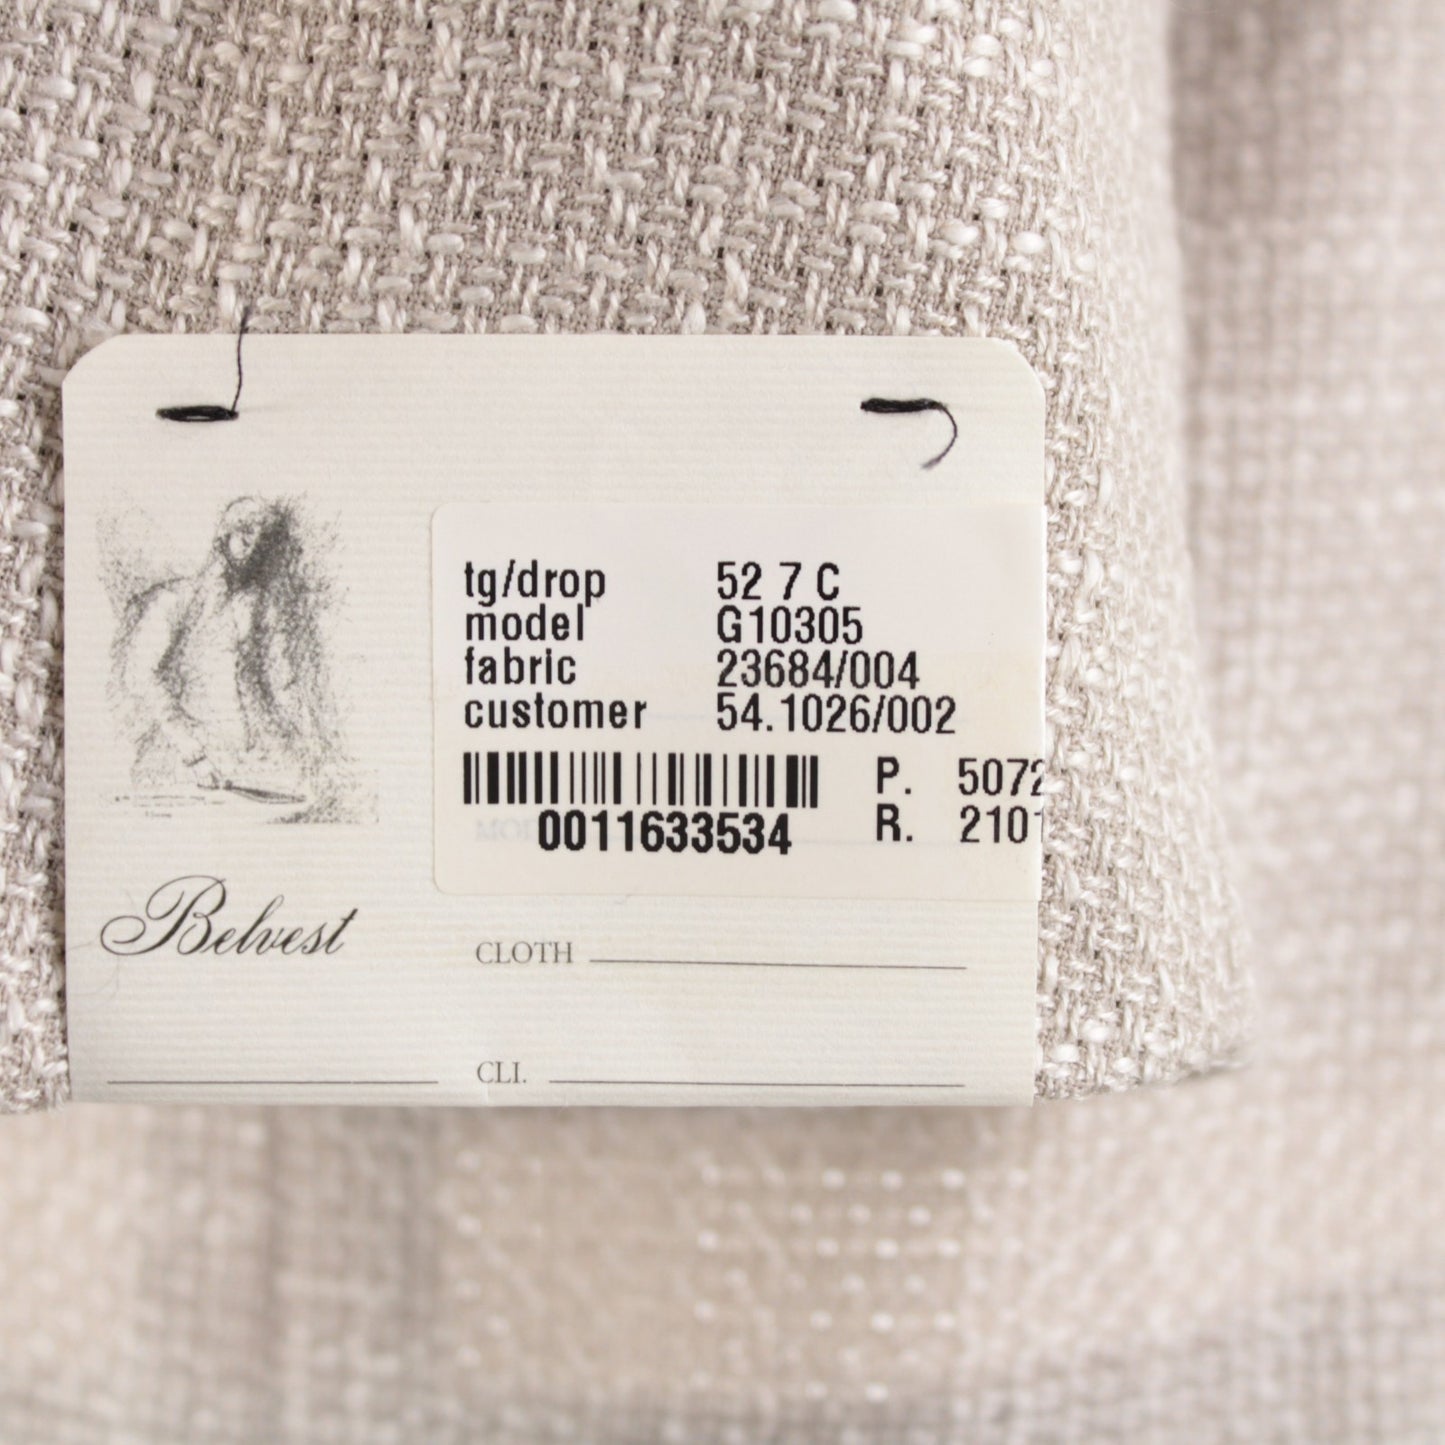 tg/drop 52 7 C
model G10305
fabric 23684/004
customer 54.1026/002
P. 5072
R. 2101
0011633534
Belvest
CLOTH
CLI.